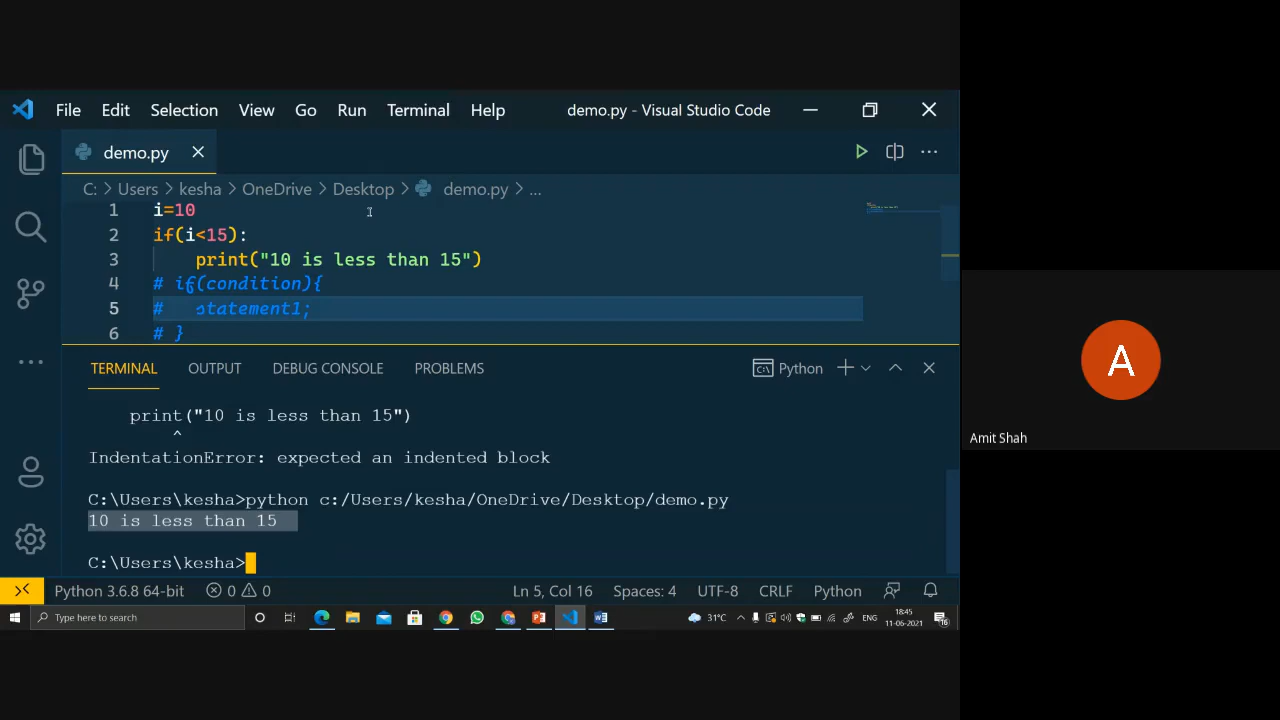 File Edit Selection View Go Run Terminal Help demo.py - Visual Studio Code
demo.py
C: > Users > kesha > OneDrive > Desktop > demo.py > ...
1 i=10
2 if(i<15):
3 print("10 is less than 15")
4 # if(condition){
5 # statement1;
6 # }
TERMINAL OUTPUT DEBUG CONSOLE PROBLEMS Python
print("10 is less than 15")
^
IndentationError: expected an indented block
C:\Users\kesha>python c:/Users/kesha/OneDrive/Desktop/demo.py
10 is less than 15
C:\Users\kesha>
Python 3.6.8 64-bit 0 0 Ln 5, Col 16 Spaces: 4 UTF-8 CRLF Python
Type here to search 31°C ENG 18:45
11-06-2021
16
A
Amit Shah